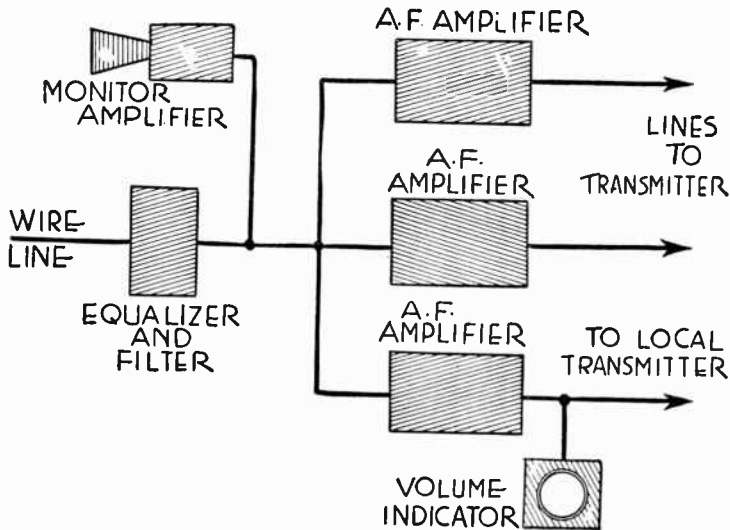 A.F. AMPLIFIER
MONITOR
AMPLIFIER
LINES
TO
TRANSMITTER
A.F.
AMPLIFIER
WIRE
LINE
EQUALIZER
AND
FILTER
A.F.
AMPLIFIER
TO LOCAL
TRANSMITTER
VOLUME
INDICATOR